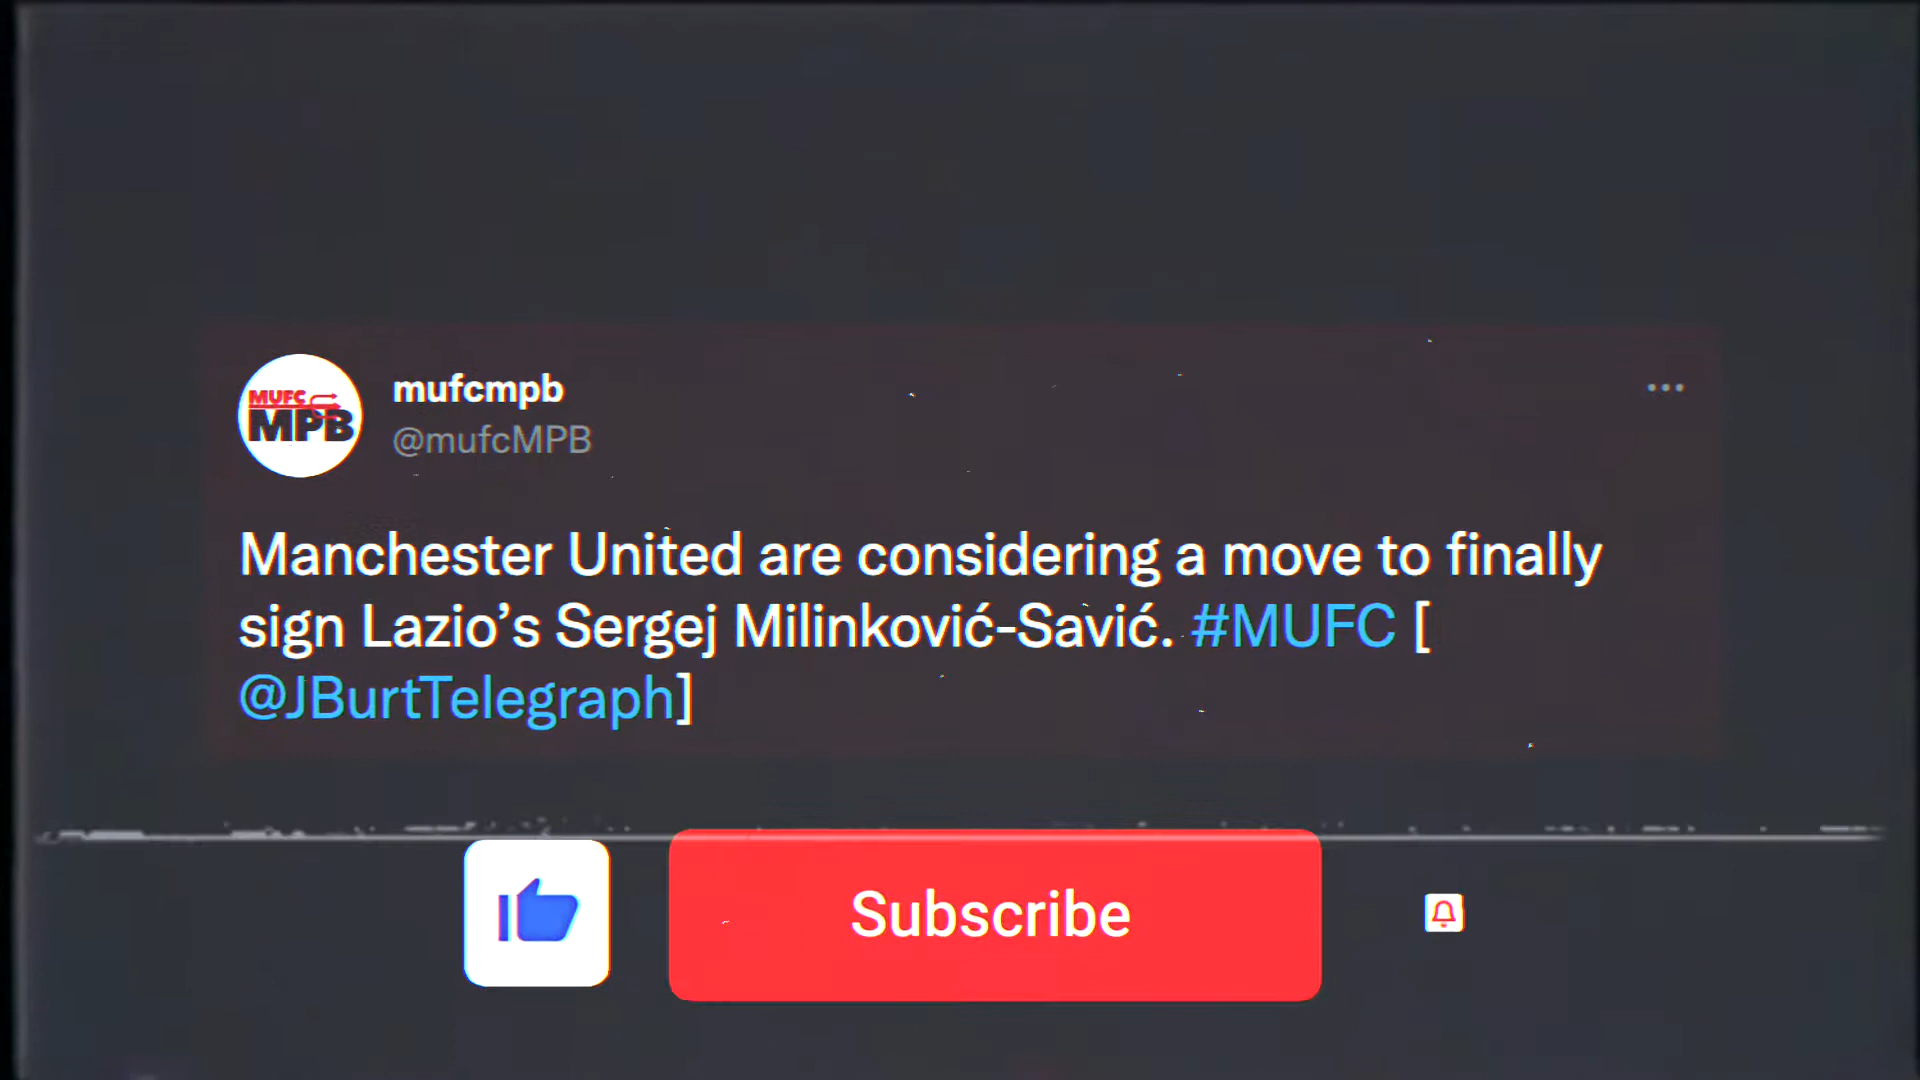 MUFC
MPB
mufcmpb
@mufcMPB
Manchester United are considering a move to finally
sign Lazio’s Sergej Milinković-Savić. #MUFC [
@JBurtTelegraph]
Subscribe